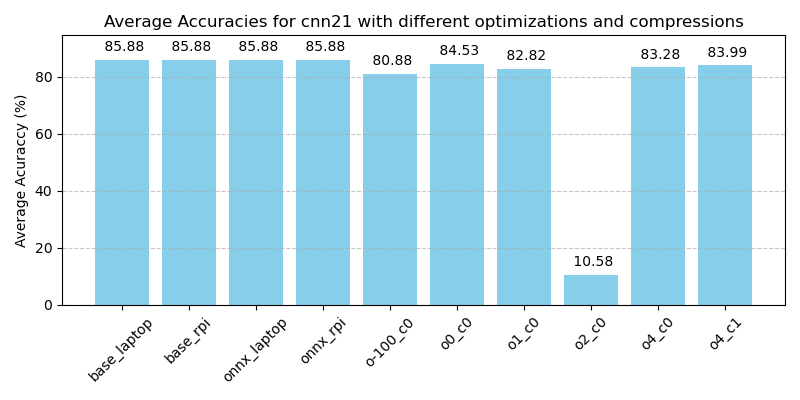 Average Accuracies for cnn21 with different optimizations and compressions
85.88 85.88 85.88 85.88 80.88 84.53 82.82 10.58 83.28 83.99
Average Acuraccy (%)
80
60
40
20
0
base_laptop base_rpi onnx_laptop onnx_rpi o-100_c0 o0_c0 o1_c0 o2_c0 o4_c0 o4_c1